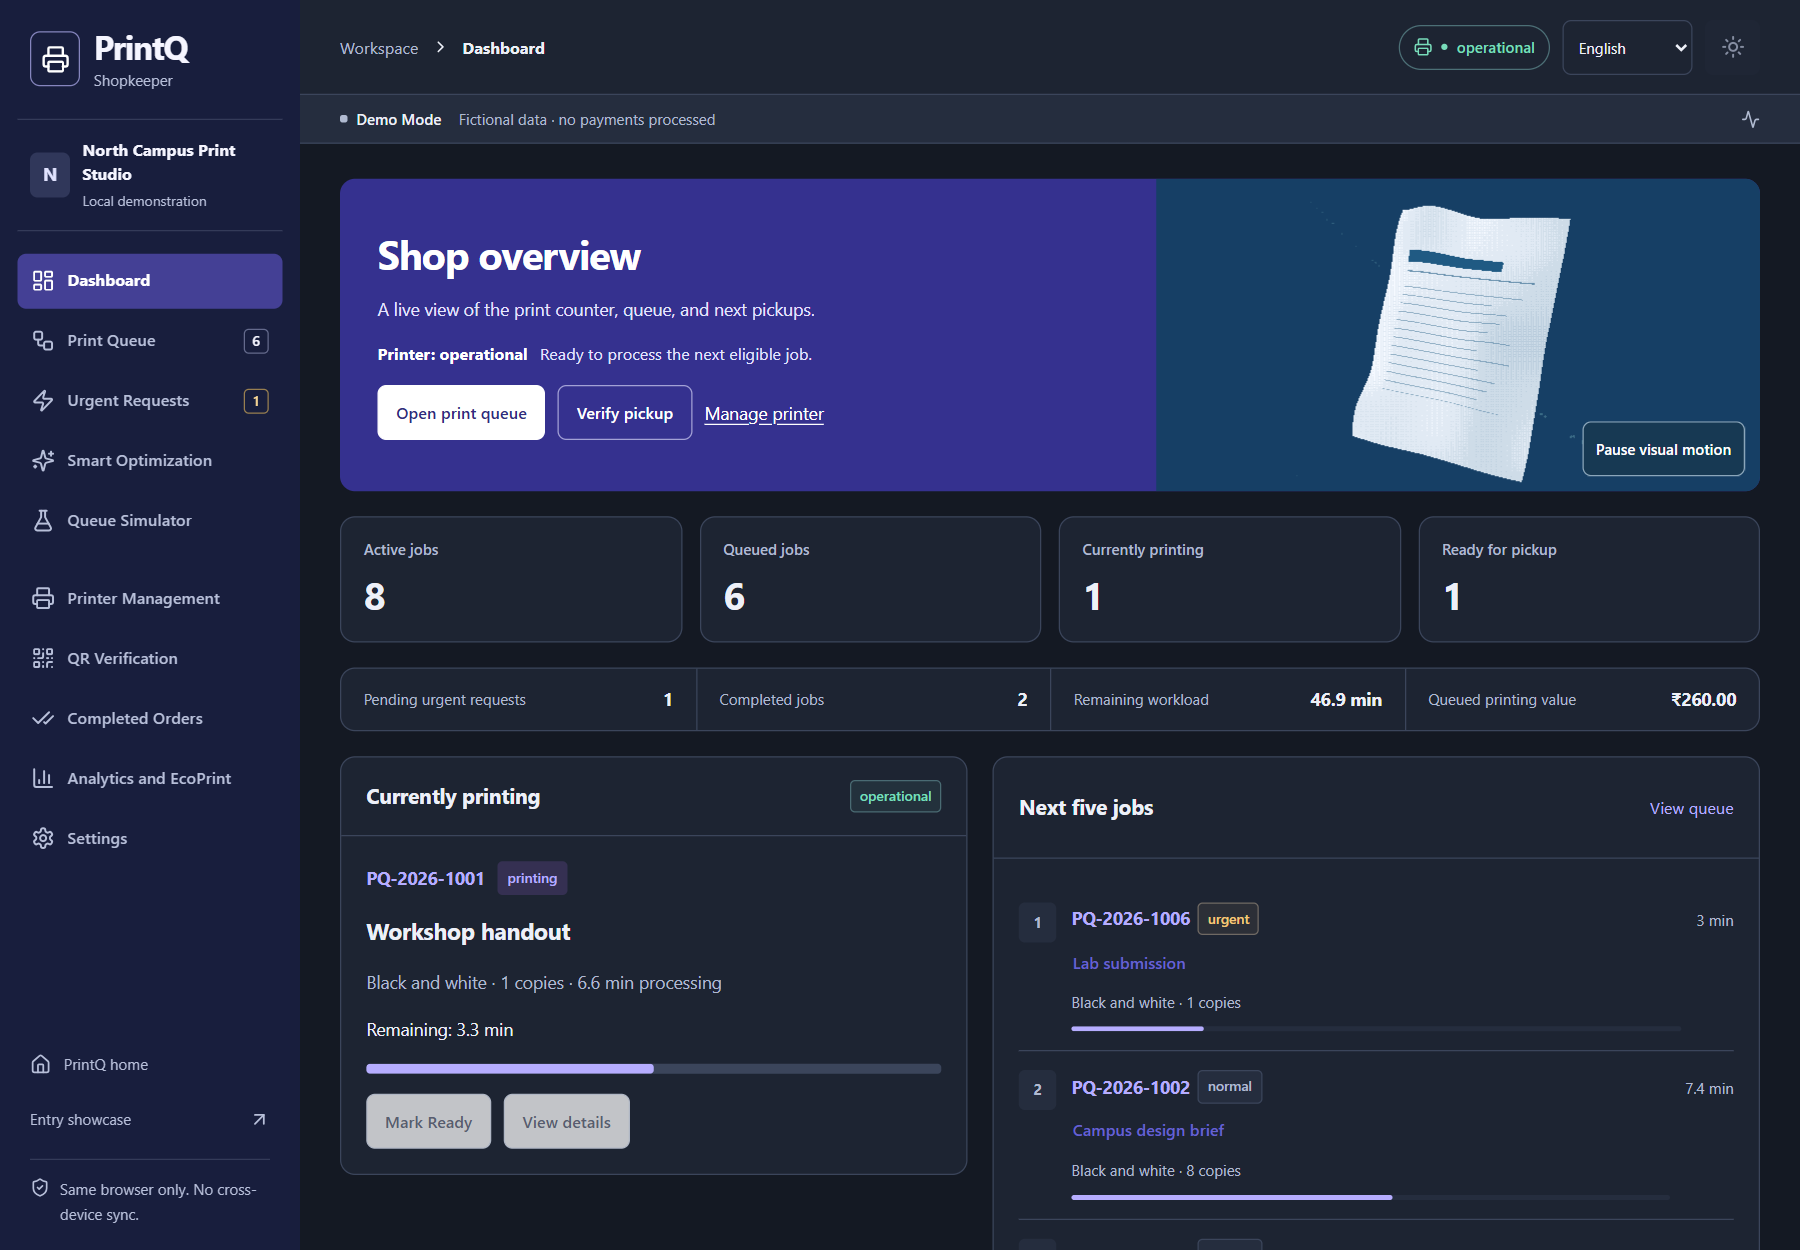 PrintQ
Shopkeeper
N
North Campus Print
Studio
Local demonstration
Dashboard
Print Queue
6
Urgent Requests
1
Smart Optimization
Queue Simulator
Printer Management
QR Verification
Completed Orders
Analytics and EcoPrint
Settings
PrintQ home
Entry showcase
Same browser only. No cross-
device sync.
Workspace
Dashboard
operational
English
Demo Mode
Fictional data · no payments processed
Shop overview
A live view of the print counter, queue, and next pickups.
Printer: operational Ready to process the next eligible job.
Open print queue
Verify pickup
Manage printer
Pause visual motion
Active jobs
8
Queued jobs
6
Currently printing
1
Ready for pickup
1
Pending urgent requests
1
Completed jobs
2
Remaining workload
46.9 min
Queued printing value
₹260.00
Currently printing
operational
PQ-2026-1001
printing
Workshop handout
Black and white · 1 copies · 6.6 min processing
Remaining: 3.3 min
Mark Ready
View details
Next five jobs
View queue
1
PQ-2026-1006
urgent
3 min
Lab submission
Black and white · 1 copies
2
PQ-2026-1002
normal
7.4 min
Campus design brief
Black and white · 8 copies